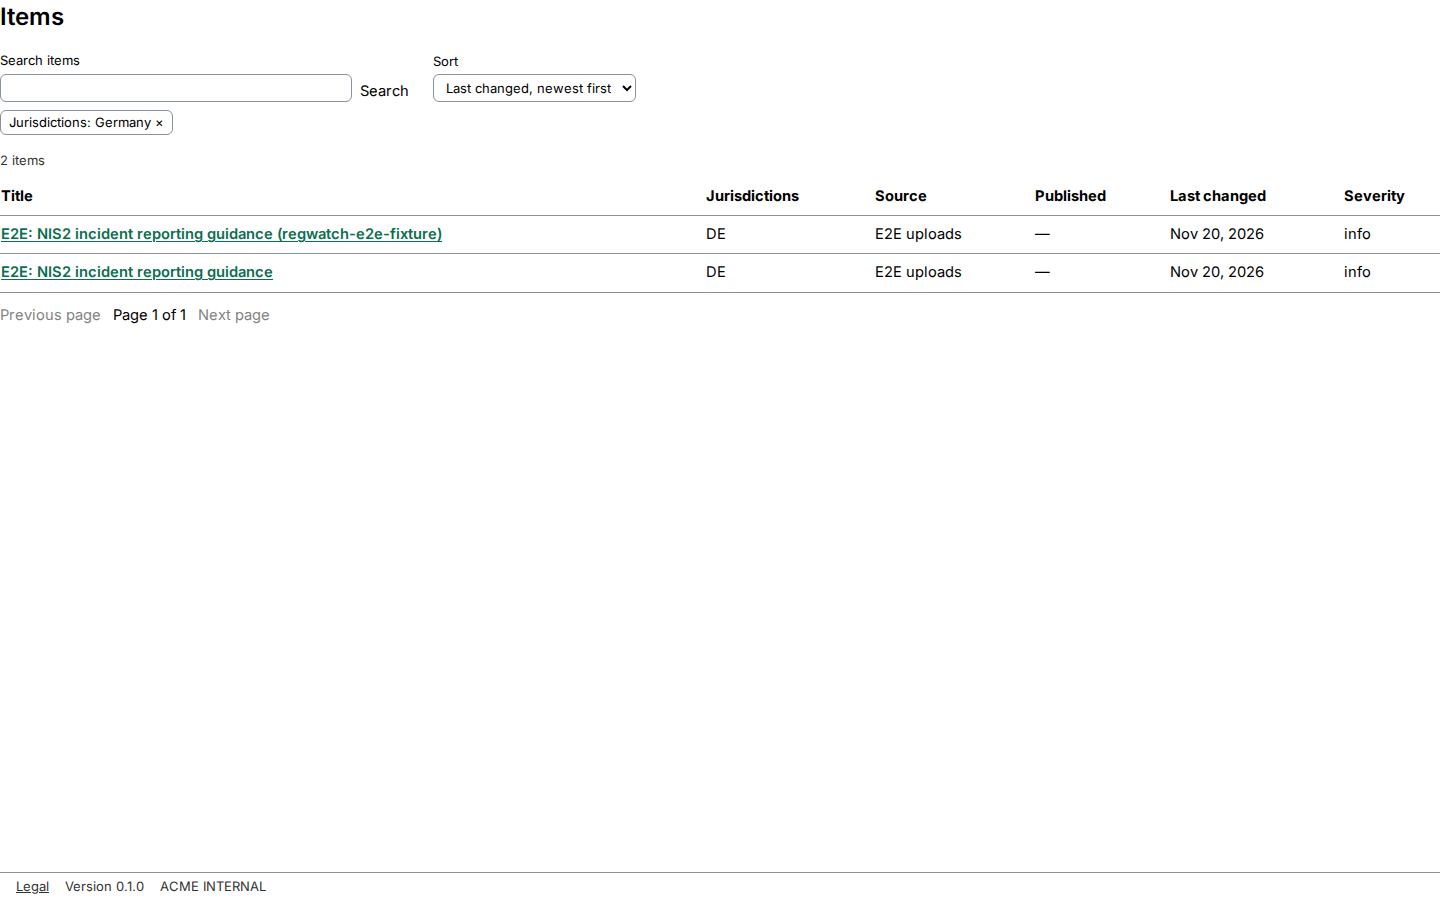 Items
Search items
Sort
Search
Last changed, newest first
Jurisdictions: Germany ×
2 items
Title Jurisdictions Source Published Last changed Severity
E2E: NIS2 incident reporting guidance (regwatch-e2e-fixture) DE E2E uploads — Nov 20, 2026 info
E2E: NIS2 incident reporting guidance DE E2E uploads — Nov 20, 2026 info
Previous page Page 1 of 1 Next page
Legal Version 0.1.0 ACME INTERNAL